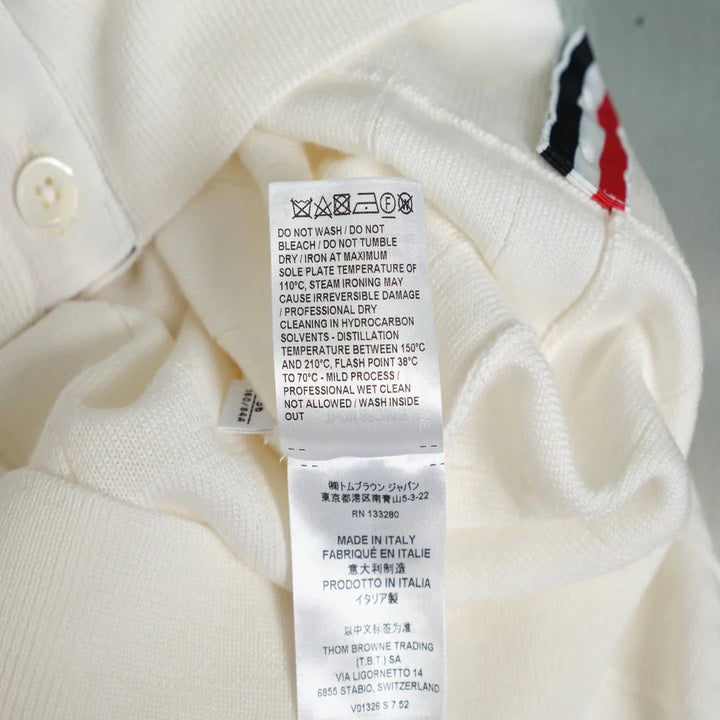 DO NOT WASH / DO NOT
BLEACH / DO NOT TUMBLE
DRY / IRON AT MAXIMUM
SOLE PLATE TEMPERATURE OF
110°C, STEAM IRONING MAY
CAUSE IRREVERSIBLE DAMAGE
/ PROFESSIONAL DRY
CLEANING IN HYDROCARBON
SOLVENTS - DISTILLATION
TEMPERATURE BETWEEN 150°C
AND 210°C, FLASH POINT 38°C
TO 70°C - MILD PROCESS /
PROFESSIONAL WET CLEAN
NOT ALLOWED / WASH INSIDE
OUT
38
160/84A
㈱トムブラウン ジャパン
東京都港区南青山5-3-22
RN 133280
MADE IN ITALY
FABRIQUÉ EN ITALIE
意大利制造
PRODOTTO IN ITALIA
イタリア製
以中文标签为准
THOM BROWNE TRADING
(T.B.T.) SA
VIA LIGORNETTO 14
6855 STABIO, SWITZERLAND
V01326 S 7 52